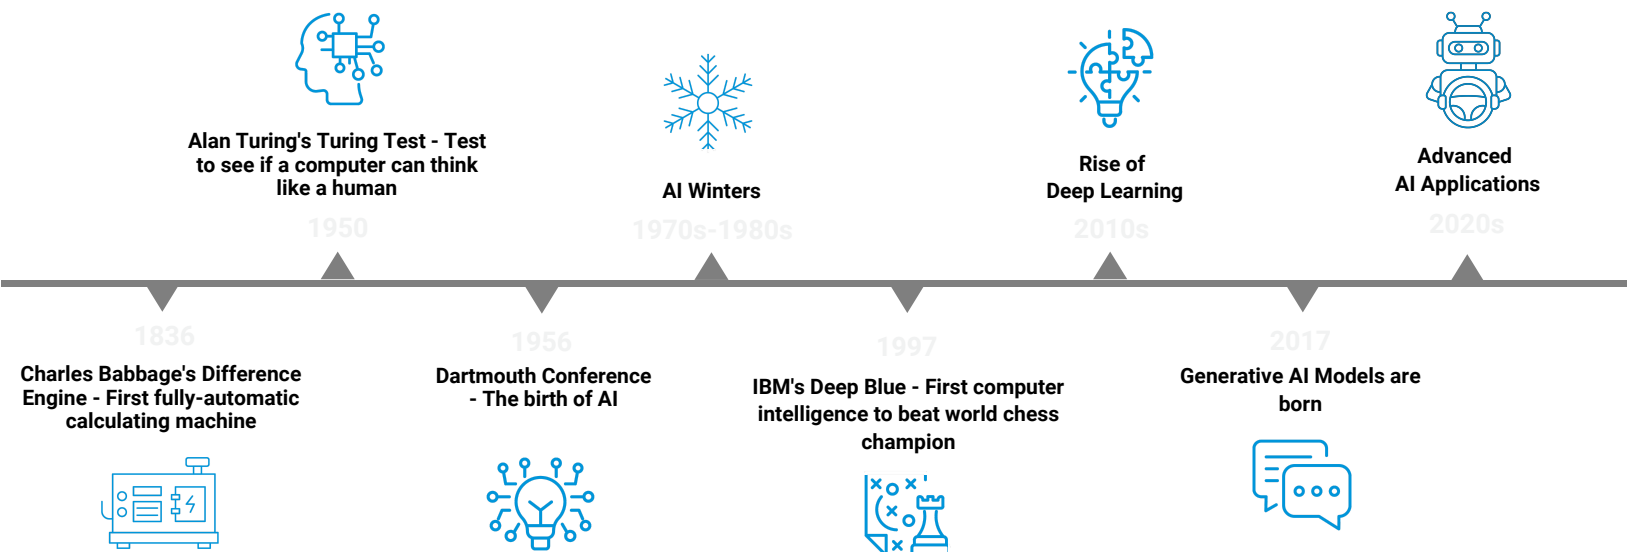 Alan Turing's Turing Test - Test
to see if a computer can think
like a human
1950
AI Winters
1970s-1980s
Rise of
Deep Learning
2010s
Advanced
AI Applications
2020s
1836
Charles Babbage's Difference
Engine - First fully-automatic
calculating machine
1956
Dartmouth Conference
- The birth of AI
1997
IBM's Deep Blue - First computer
intelligence to beat world chess
champion
2017
Generative AI Models are
born